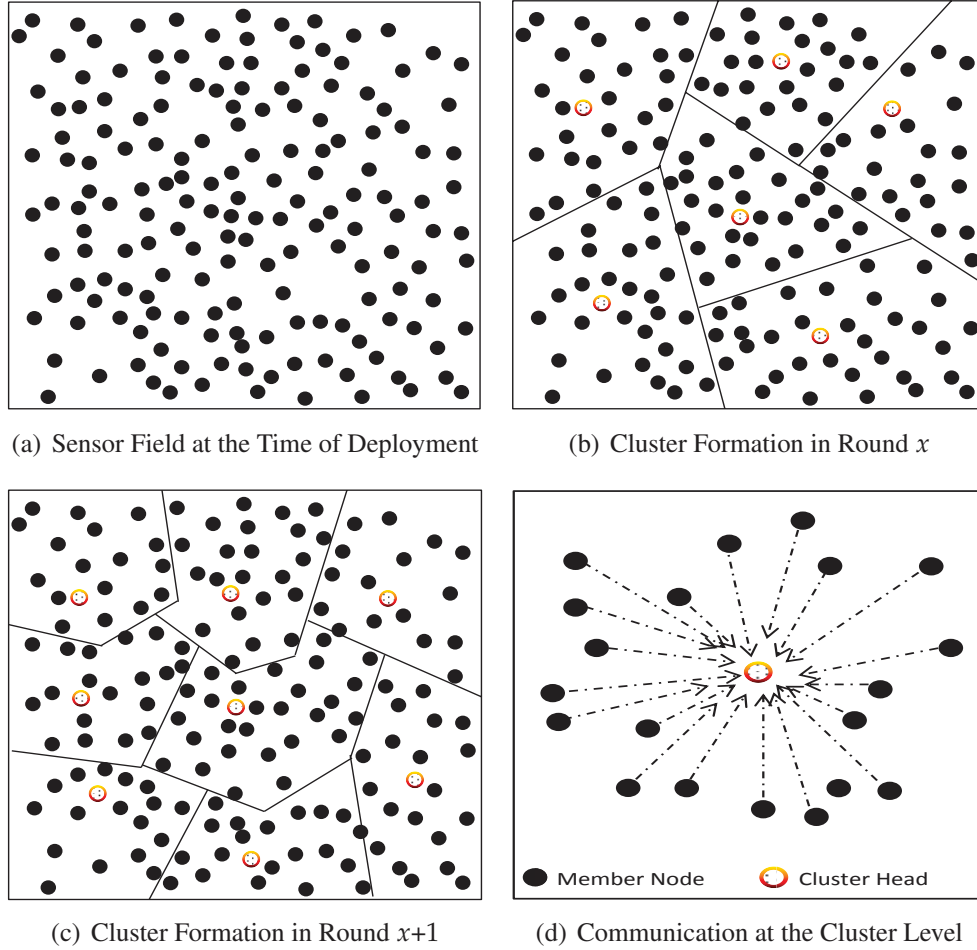 (a) Sensor Field at the Time of Deployment
(b) Cluster Formation in Round x
Member Node
Cluster Head
(c) Cluster Formation in Round x+1
(d) Communication at the Cluster Level